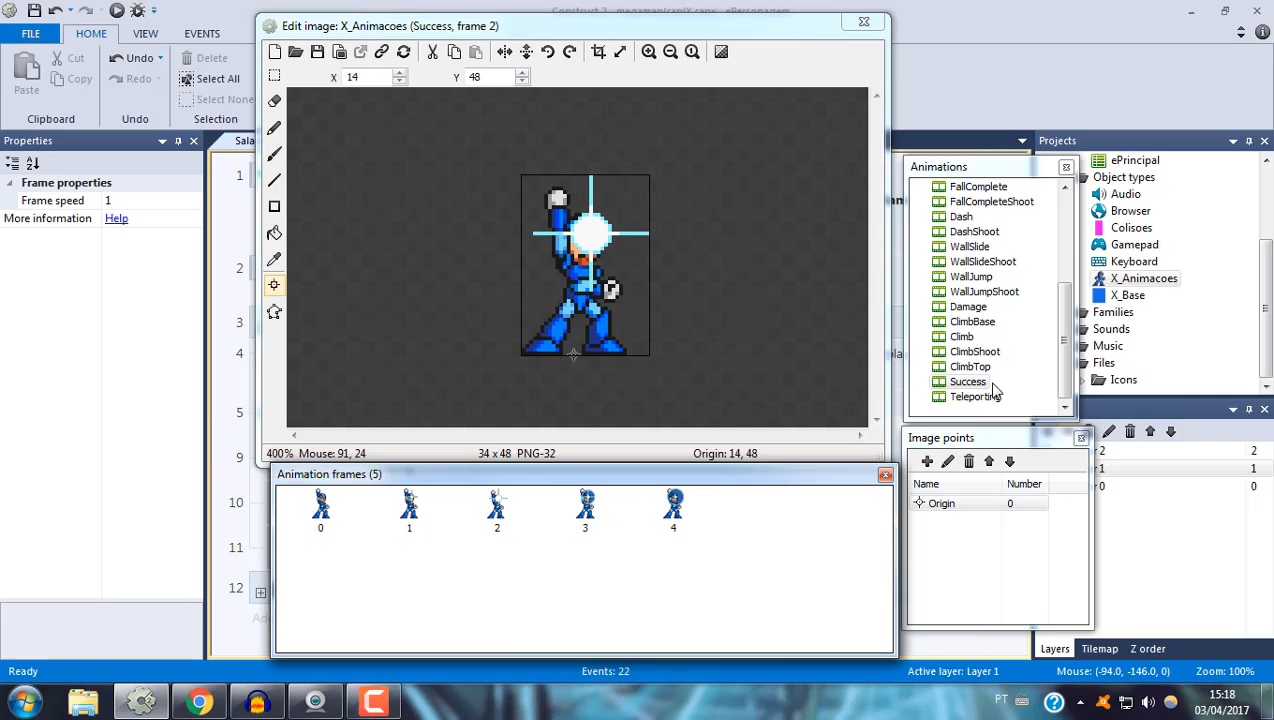 Edit image: X_Animacoes (Success, frame 2)
FILE
HOME
VIEW
EVENTS
Paste
Cut
Copy
Clipboard
Undo
Redo
Undo
Delete
Select All
Select None
Selection
X 14
Y 48
Properties
Frame properties
Frame speed 1
More information Help
1
2
3
4
9
10
11
12
400% Mouse: 91, 24
34 x 48 PNG-32
Origin: 14, 48
Animation frames (5)
0
1
2
3
4
Animations
FallComplete
FallCompleteShoot
Dash
DashShoot
WallSlide
WallSlideShoot
WallJump
WallJumpShoot
Damage
ClimbBase
Climb
ClimbShoot
ClimbTop
Success
Teleporting
Image points
Name Number
Origin 0
Projects
ePrincipal
Object types
Audio
Browser
Colisoes
Gamepad
Keyboard
X_Animacoes
X_Base
Families
Sounds
Music
Files
Icons
2 2
1 1
0 0
Layers
Tilemap
Z order
Ready
Events: 22
Active layer: Layer 1
Mouse: (-94.0, -146.0, 0)
Zoom: 100%
PT
15:18
03/04/2017